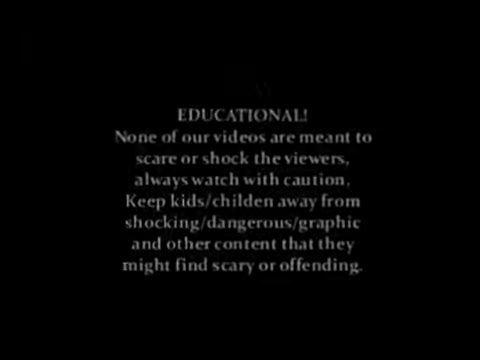 EDUCATIONAL!
None of our videos are meant to
scare or shock the viewers,
always watch with caution,
Keep kids/childen away from
shocking/dangerous/graphic
and other content that they
might find scary or offending.